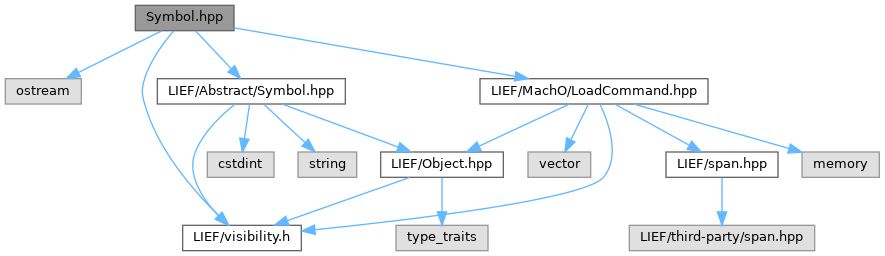 Symbol.hpp
ostream
LIEF/Abstract/Symbol.hpp
LIEF/MachO/LoadCommand.hpp
cstdint
string
LIEF/Object.hpp
vector
LIEF/span.hpp
memory
LIEF/visibility.h
type_traits
LIEF/third-party/span.hpp